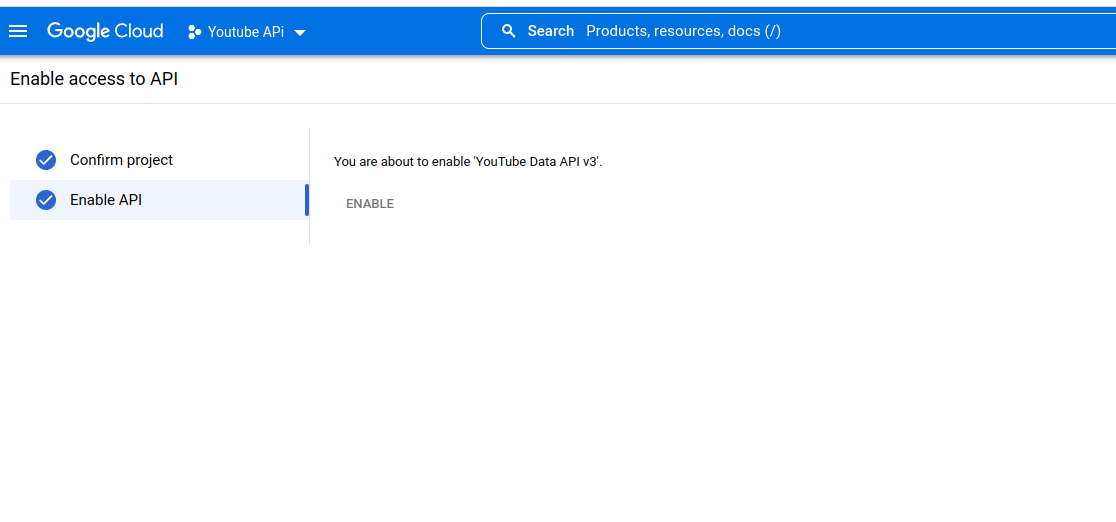 Google Cloud Youtube APi Search Products, resources, docs (/)
Enable access to API
Confirm project
You are about to enable 'YouTube Data API v3'.
Enable API
ENABLE